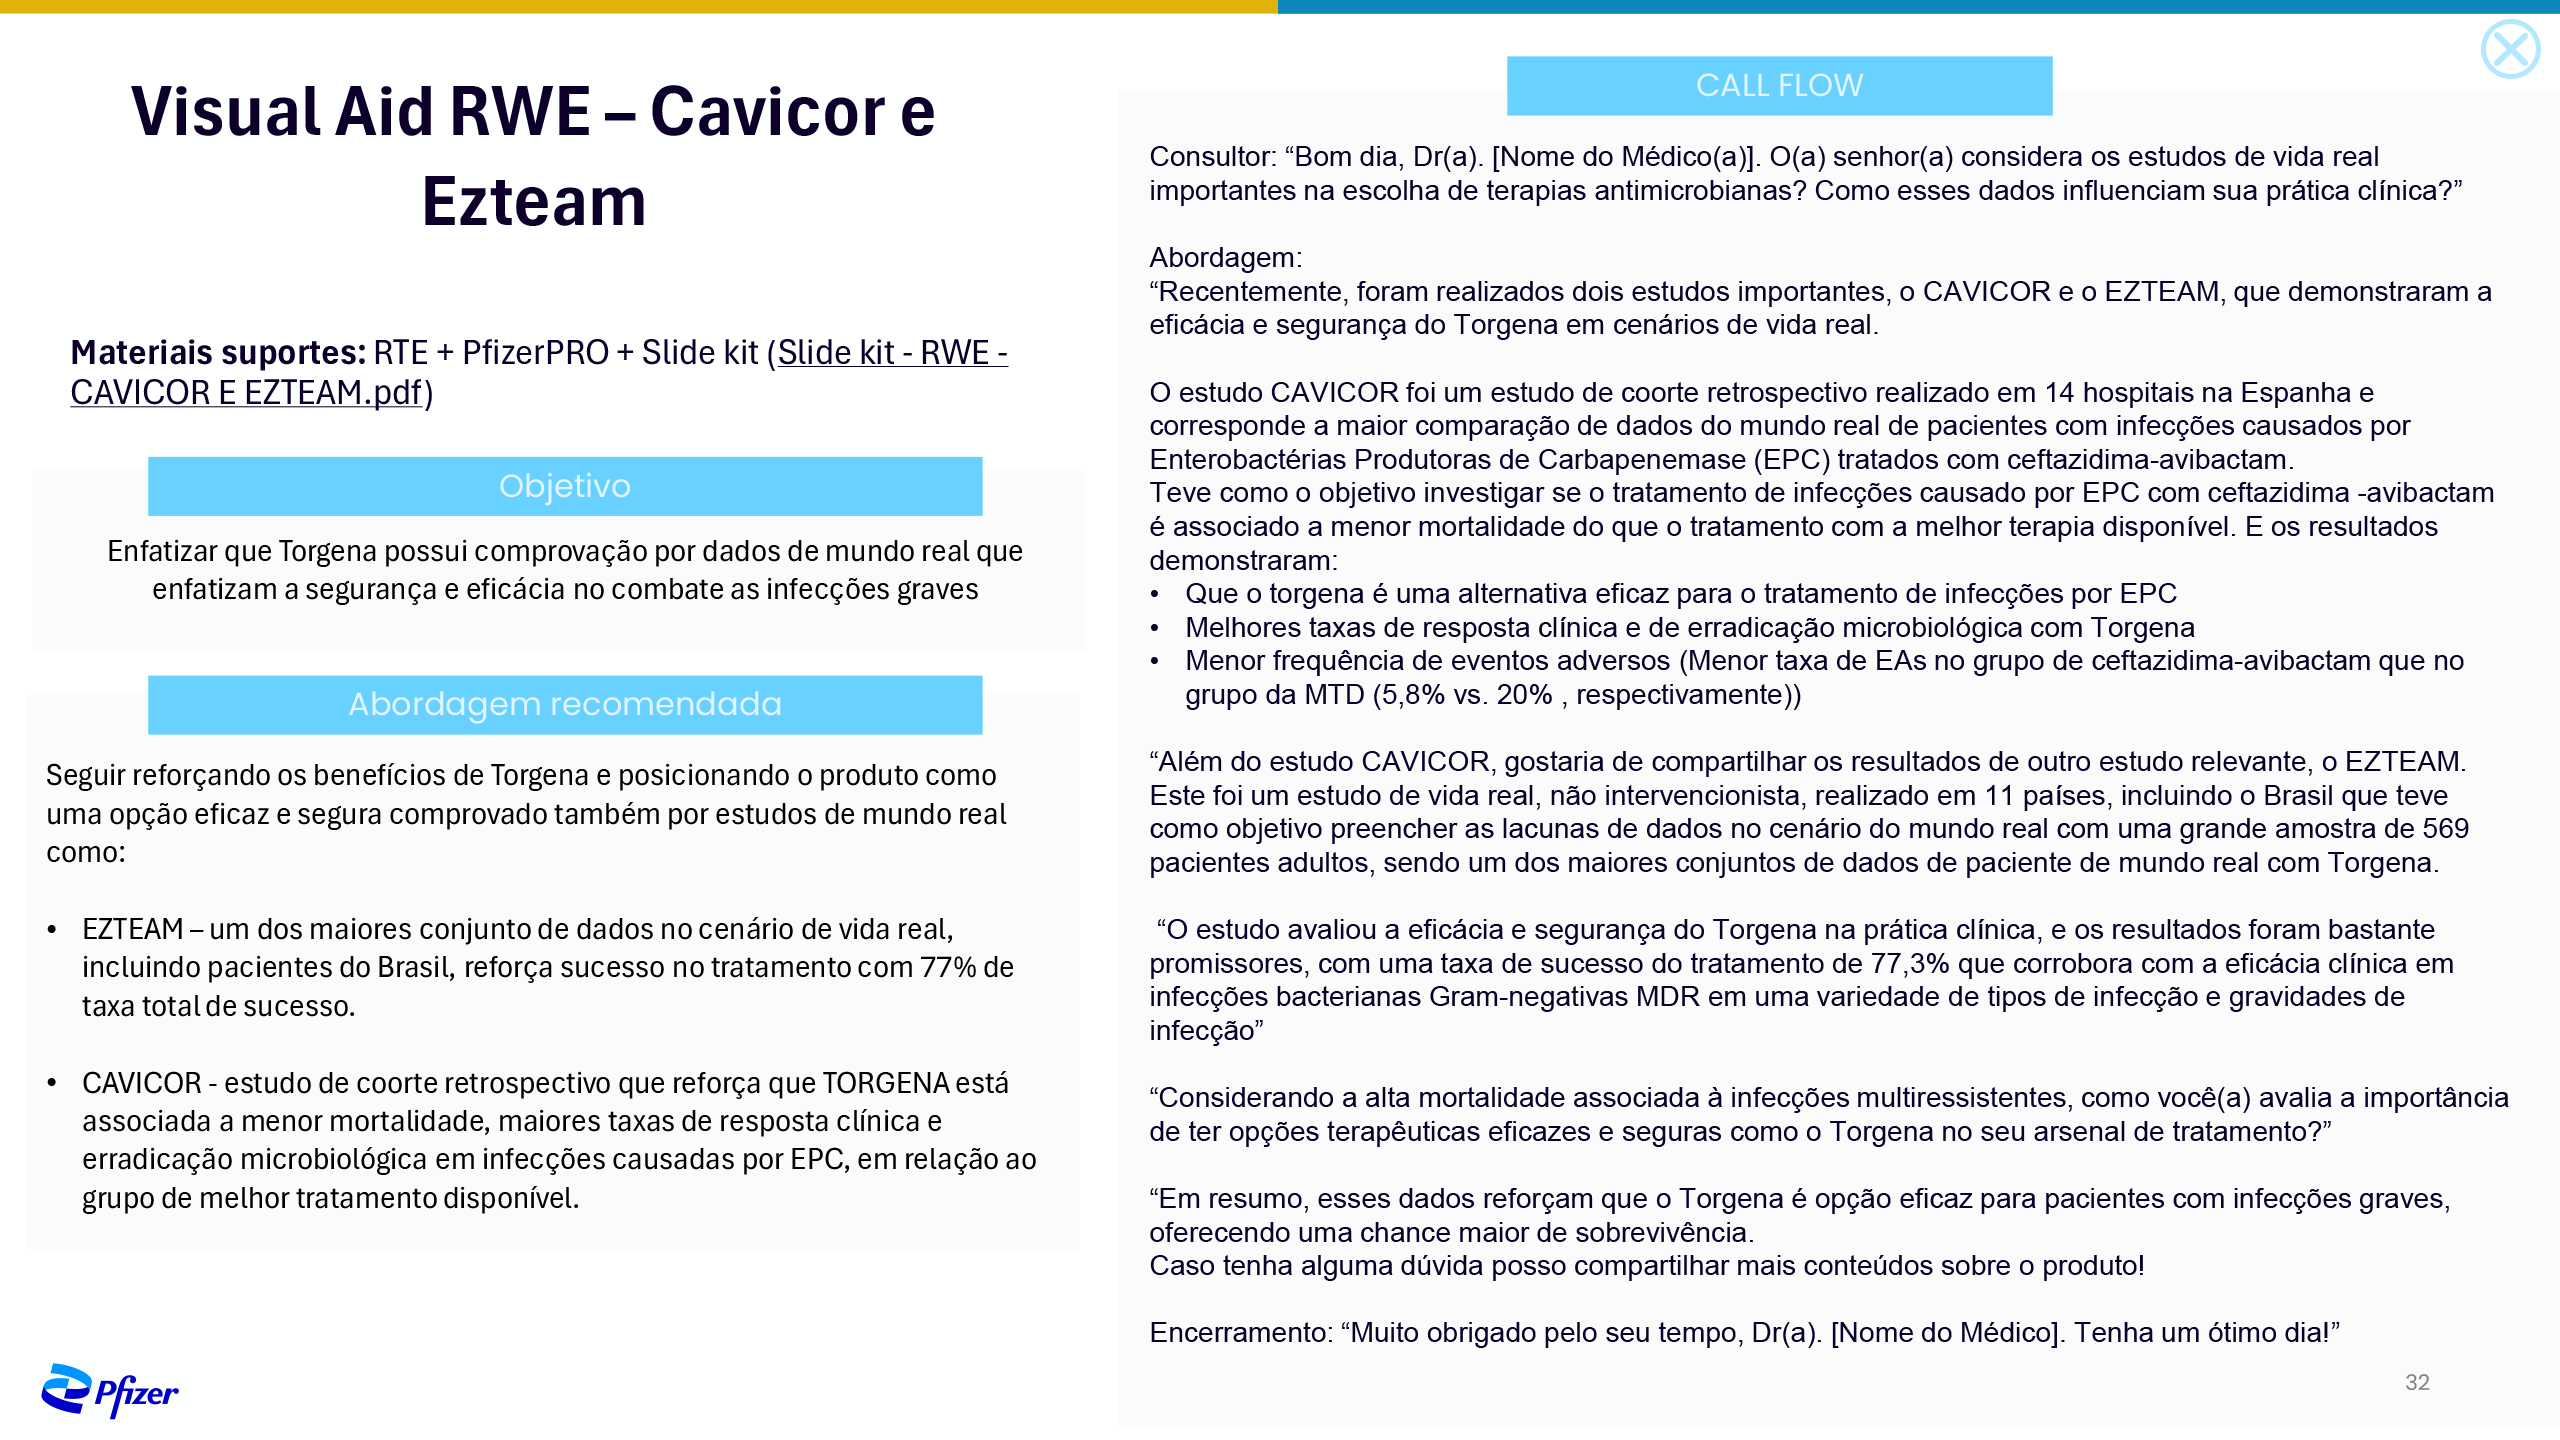 Visual Aid RWE – Cavicor e
Ezteam
Materiais suportes: RTE + PfizerPRO + Slide kit (Slide kit - RWE -
CAVICOR E EZTEAM.pdf)
Objetivo
Enfatizar que Torgena possui comprovação por dados de mundo real que
enfatizam a segurança e eficácia no combate as infecções graves
Abordagem recomendada
Seguir reforçando os benefícios de Torgena e posicionando o produto como
uma opção eficaz e segura comprovado também por estudos de mundo real
como:
• EZTEAM – um dos maiores conjunto de dados no cenário de vida real,
incluindo pacientes do Brasil, reforça sucesso no tratamento com 77% de
taxa total de sucesso.
• CAVICOR - estudo de coorte retrospectivo que reforça que TORGENA está
associada a menor mortalidade, maiores taxas de resposta clínica e
erradicação microbiológica em infecções causadas por EPC, em relação ao
grupo de melhor tratamento disponível.
Pfizer
CALL FLOW
Consultor: “Bom dia, Dr(a). [Nome do Médico(a)]. O(a) senhor(a) considera os estudos de vida real
importantes na escolha de terapias antimicrobianas? Como esses dados influenciam sua prática clínica?”
Abordagem:
“Recentemente, foram realizados dois estudos importantes, o CAVICOR e o EZTEAM, que demonstraram a
eficácia e segurança do Torgena em cenários de vida real.
O estudo CAVICOR foi um estudo de coorte retrospectivo realizado em 14 hospitais na Espanha e
corresponde a maior comparação de dados do mundo real de pacientes com infecções causados por
Enterobactérias Produtoras de Carbapenemase (EPC) tratados com ceftazidima-avibactam.
Teve como o objetivo investigar se o tratamento de infecções causado por EPC com ceftazidima -avibactam
é associado a menor mortalidade do que o tratamento com a melhor terapia disponível. E os resultados
demonstraram:
• Que o torgena é uma alternativa eficaz para o tratamento de infecções por EPC
• Melhores taxas de resposta clínica e de erradicação microbiológica com Torgena
• Menor frequência de eventos adversos (Menor taxa de EAs no grupo de ceftazidima-avibactam que no
grupo da MTD (5,8% vs. 20% , respectivamente))
“Além do estudo CAVICOR, gostaria de compartilhar os resultados de outro estudo relevante, o EZTEAM.
Este foi um estudo de vida real, não intervencionista, realizado em 11 países, incluindo o Brasil que teve
como objetivo preencher as lacunas de dados no cenário do mundo real com uma grande amostra de 569
pacientes adultos, sendo um dos maiores conjuntos de dados de paciente de mundo real com Torgena.
“O estudo avaliou a eficácia e segurança do Torgena na prática clínica, e os resultados foram bastante
promissores, com uma taxa de sucesso do tratamento de 77,3% que corrobora com a eficácia clínica em
infecções bacterianas Gram-negativas MDR em uma variedade de tipos de infecção e gravidades de
infecção”
“Considerando a alta mortalidade associada à infecções multiressistentes, como você(a) avalia a importância
de ter opções terapêuticas eficazes e seguras como o Torgena no seu arsenal de tratamento?”
“Em resumo, esses dados reforçam que o Torgena é opção eficaz para pacientes com infecções graves,
oferecendo uma chance maior de sobrevivência.
Caso tenha alguma dúvida posso compartilhar mais conteúdos sobre o produto!
Encerramento: “Muito obrigado pelo seu tempo, Dr(a). [Nome do Médico]. Tenha um ótimo dia!”
32